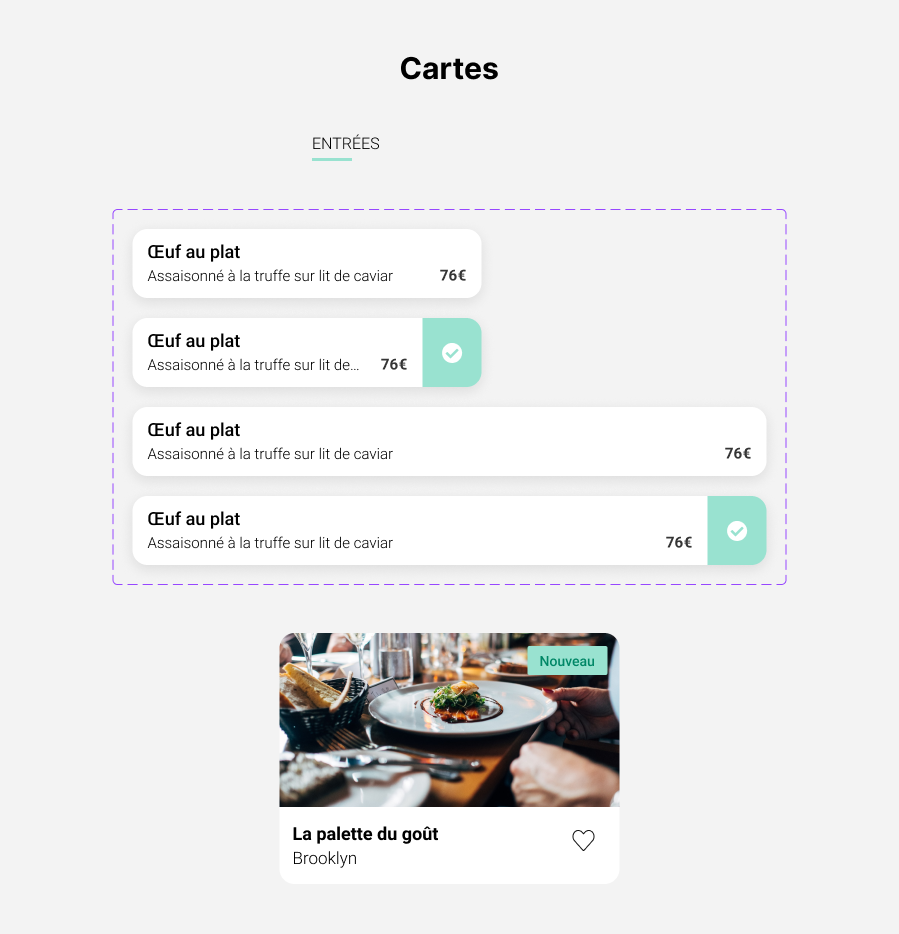 Cartes
ENTRÉES
Œuf au plat
Assaisonné à la truffe sur lit de caviar 76€
Œuf au plat
Assaisonné à la truffe sur lit de... 76€
Œuf au plat
Assaisonné à la truffe sur lit de caviar 76€
Œuf au plat
Assaisonné à la truffe sur lit de caviar 76€
Nouveau
La palette du goût
Brooklyn